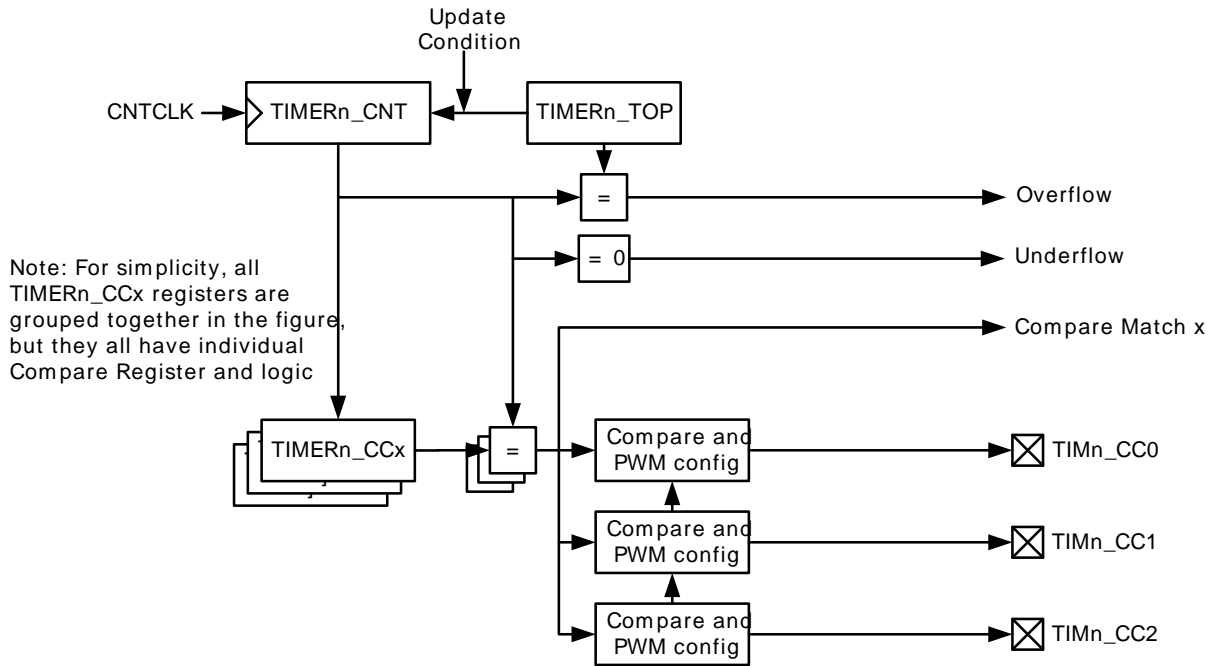 Update
Condition
CNTCLK
TIMERn_CNT
TIMERn_TOP
=
Overflow
= 0
Underflow
Note: For simplicity, all
TIMERn_CCx registers are
grouped together in the figure,
but they all have individual
Compare Register and logic
Compare Match x
TIMERn_CCx
=
Compare and
PWM config
TIMn_CC0
Compare and
PWM config
TIMn_CC1
Compare and
PWM config
TIMn_CC2